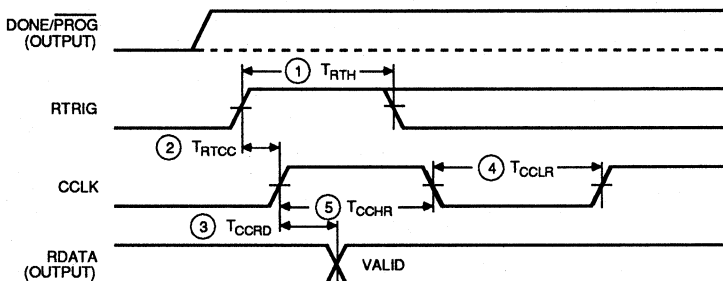 DONE/PROG
(OUTPUT)
1 TRTH
RTRIG
2 TRTCC
CCLK
4 TCCLR
5 TCCHR
3 TCCRD
RDATA
(OUTPUT)
VALID